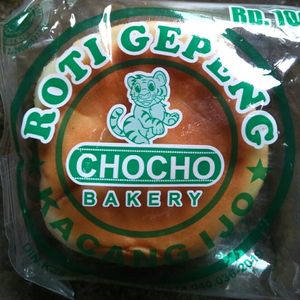 ROTI GEPENG
CHOCHO
BAKERY
KACANG IJO